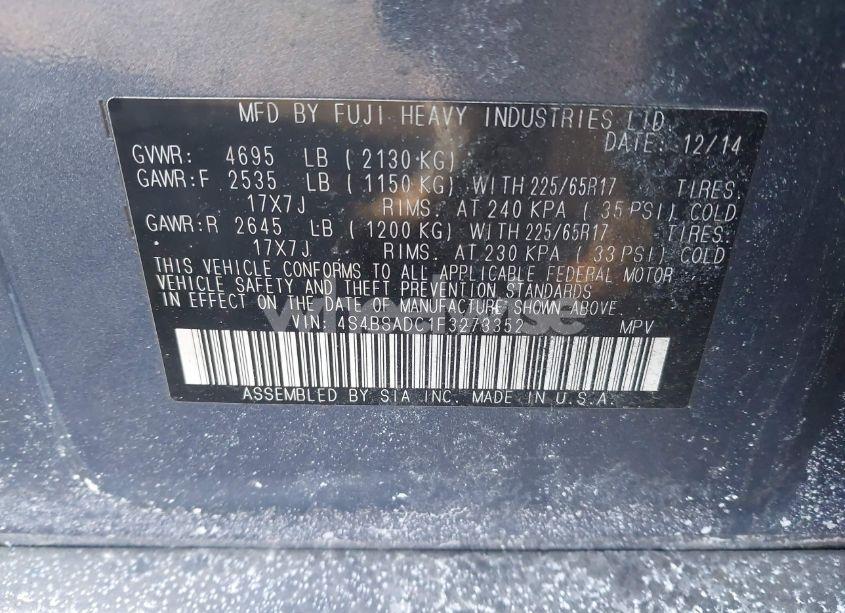 MFD BY FUJI HEAVY INDUSTRIES LTD.
DATE: 12/14
GVWR: 4695 LB (2130 KG)
GAWR:F 2535 LB (1150 KG) WITH 225/65R17 TIRES
17X7J RIMS. AT 240 KPA (35 PSI) COLD
GAWR:R 2645 LB (1200 KG) WITH 225/65R17 TIRES.
17X7J RIMS. AT 230 KPA (33 PSI) COLD
THIS VEHICLE CONFORMS TO ALL APPLICABLE FEDERAL MOTOR
VEHICLE SAFETY AND THEFT PREVENTION STANDARDS
IN EFFECT ON THE DATE OF MANUFACTURE SHOWN ABOVE.
VIN: 4S4BSADC1F3273352 MPV
ASSEMBLED BY SIA INC. MADE IN U.S.A.